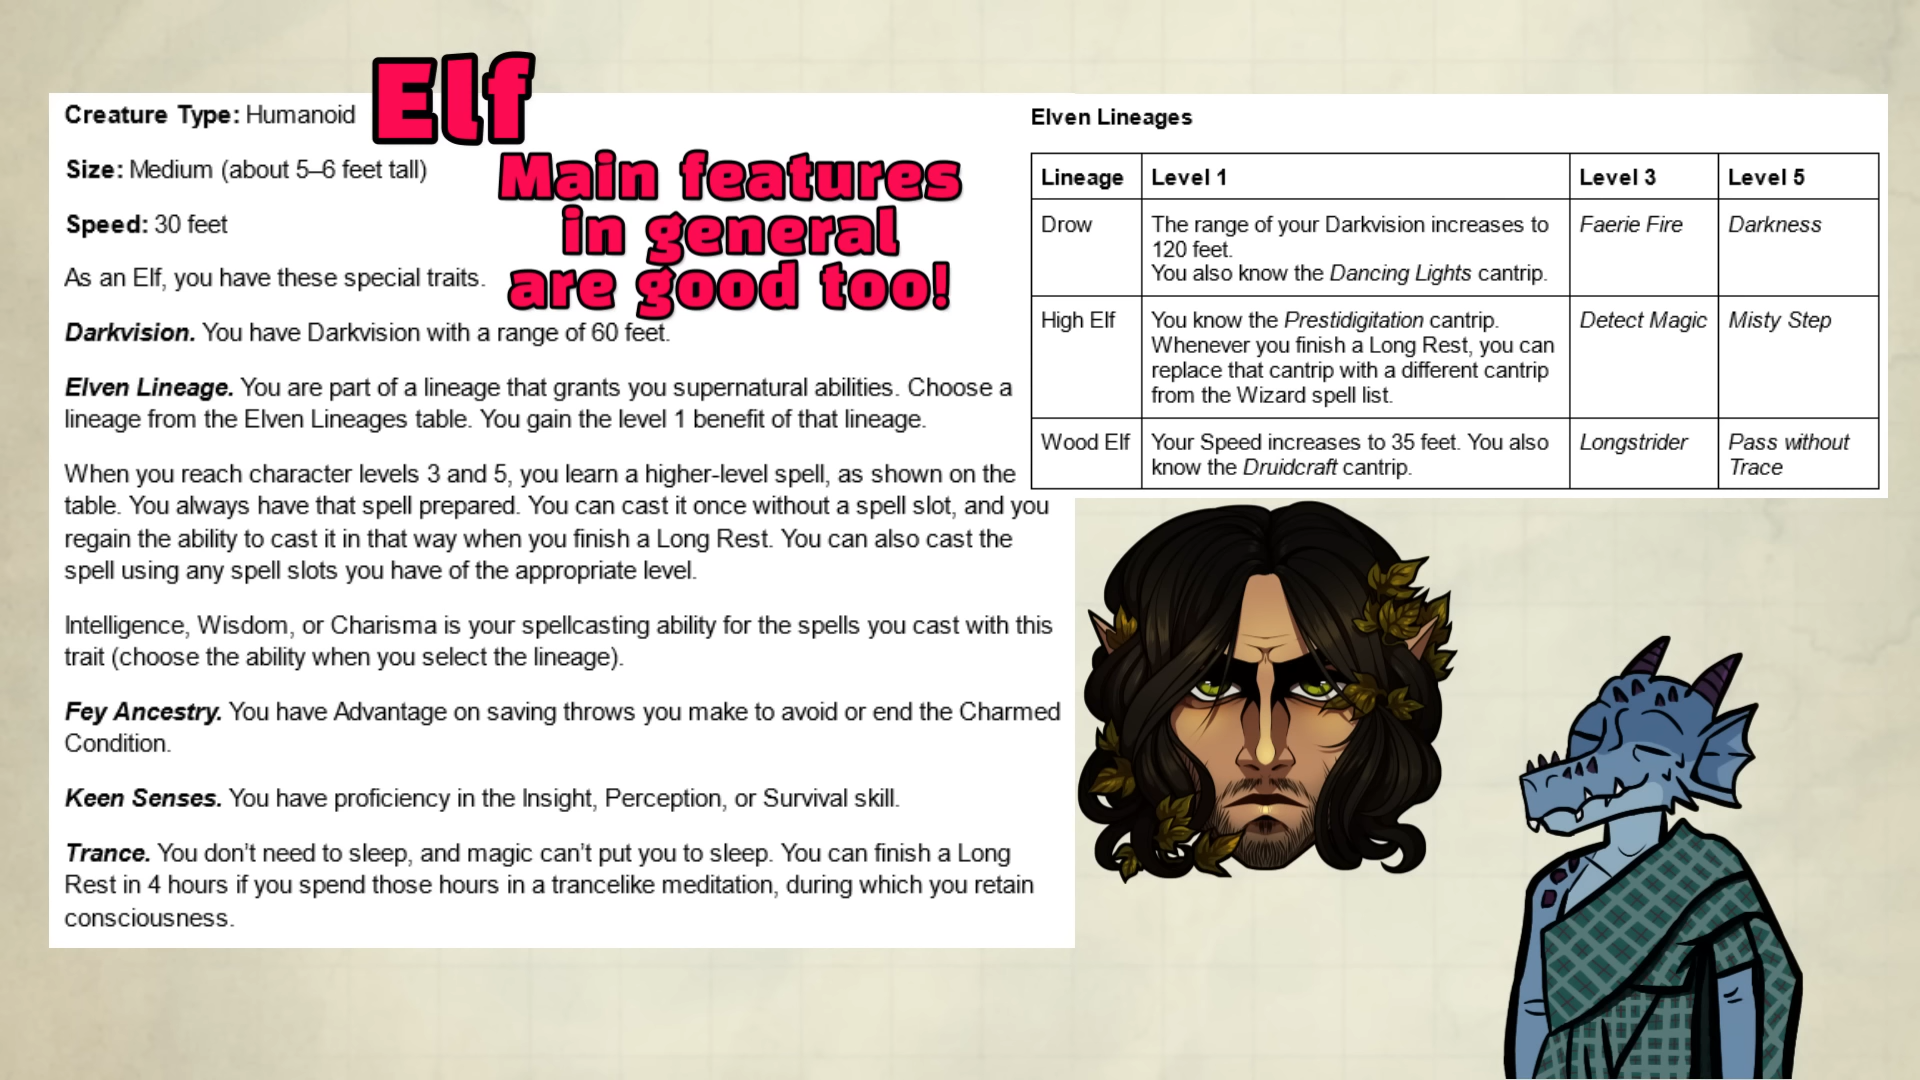 Elf
Main features
in general
are good too!
Creature Type: Humanoid
Size: Medium (about 5–6 feet tall)
Speed: 30 feet
As an Elf, you have these special traits.
Darkvision. You have Darkvision with a range of 60 feet.
Elven Lineage. You are part of a lineage that grants you supernatural abilities. Choose a
lineage from the Elven Lineages table. You gain the level 1 benefit of that lineage.
When you reach character levels 3 and 5, you learn a higher-level spell, as shown on the
table. You always have that spell prepared. You can cast it once without a spell slot, and you
regain the ability to cast it in that way when you finish a Long Rest. You can also cast the
spell using any spell slots you have of the appropriate level.
Intelligence, Wisdom, or Charisma is your spellcasting ability for the spells you cast with this
trait (choose the ability when you select the lineage).
Fey Ancestry. You have Advantage on saving throws you make to avoid or end the Charmed
Condition.
Keen Senses. You have proficiency in the Insight, Perception, or Survival skill.
Trance. You don’t need to sleep, and magic can’t put you to sleep. You can finish a Long
Rest in 4 hours if you spend those hours in a trancelike meditation, during which you retain
consciousness.
Elven Lineages
Lineage Level 1 Level 3 Level 5
Drow The range of your Darkvision increases to Faerie Fire Darkness
120 feet.
You also know the Dancing Lights cantrip.
High Elf You know the Prestidigitation cantrip. Detect Magic Misty Step
Whenever you finish a Long Rest, you can
replace that cantrip with a different cantrip
from the Wizard spell list.
Wood Elf Your Speed increases to 35 feet. You also Longstrider Pass without
know the Druidcraft cantrip. Trace